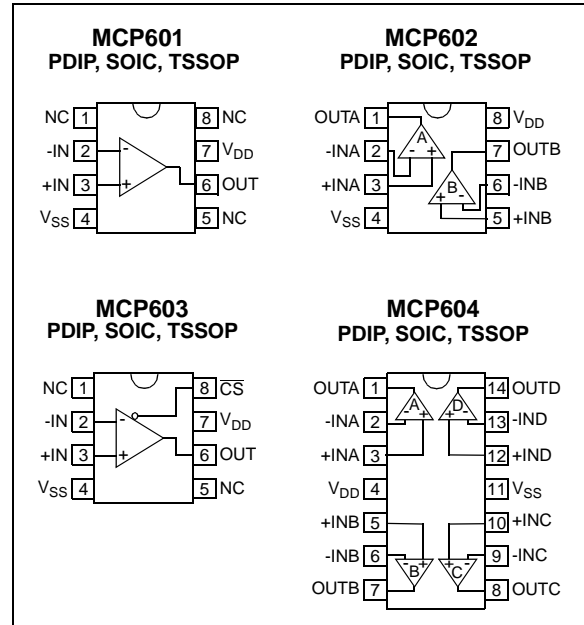 MCP601
PDIP, SOIC, TSSOP
NC 1 8 NC
-IN 2 - 7 VDD
+IN 3 + 6 OUT
VSS 4 5 NC
MCP602
PDIP, SOIC, TSSOP
OUTA 1 A 8 VDD
-INA 2 - + 7 OUTB
+INA 3 B 6 -INB
VSS 4 + - 5 +INB
MCP603
PDIP, SOIC, TSSOP
NC 1 8 C̅S̅
-IN 2 - 7 VDD
+IN 3 + 6 OUT
VSS 4 5 NC
MCP604
PDIP, SOIC, TSSOP
OUTA 1 A D 14 OUTD
-INA 2 - + + - 13 -IND
+INA 3 12 +IND
VDD 4 11 VSS
+INB 5 10 +INC
-INB 6 - + + - 9 -INC
OUTB 7 B C 8 OUTC